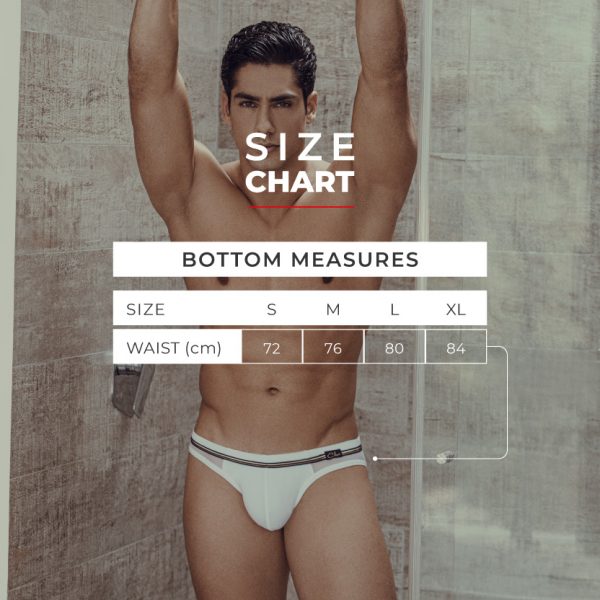 SIZE
CHART
BOTTOM MEASURES
SIZE S M L XL
WAIST (cm) 72 76 80 84